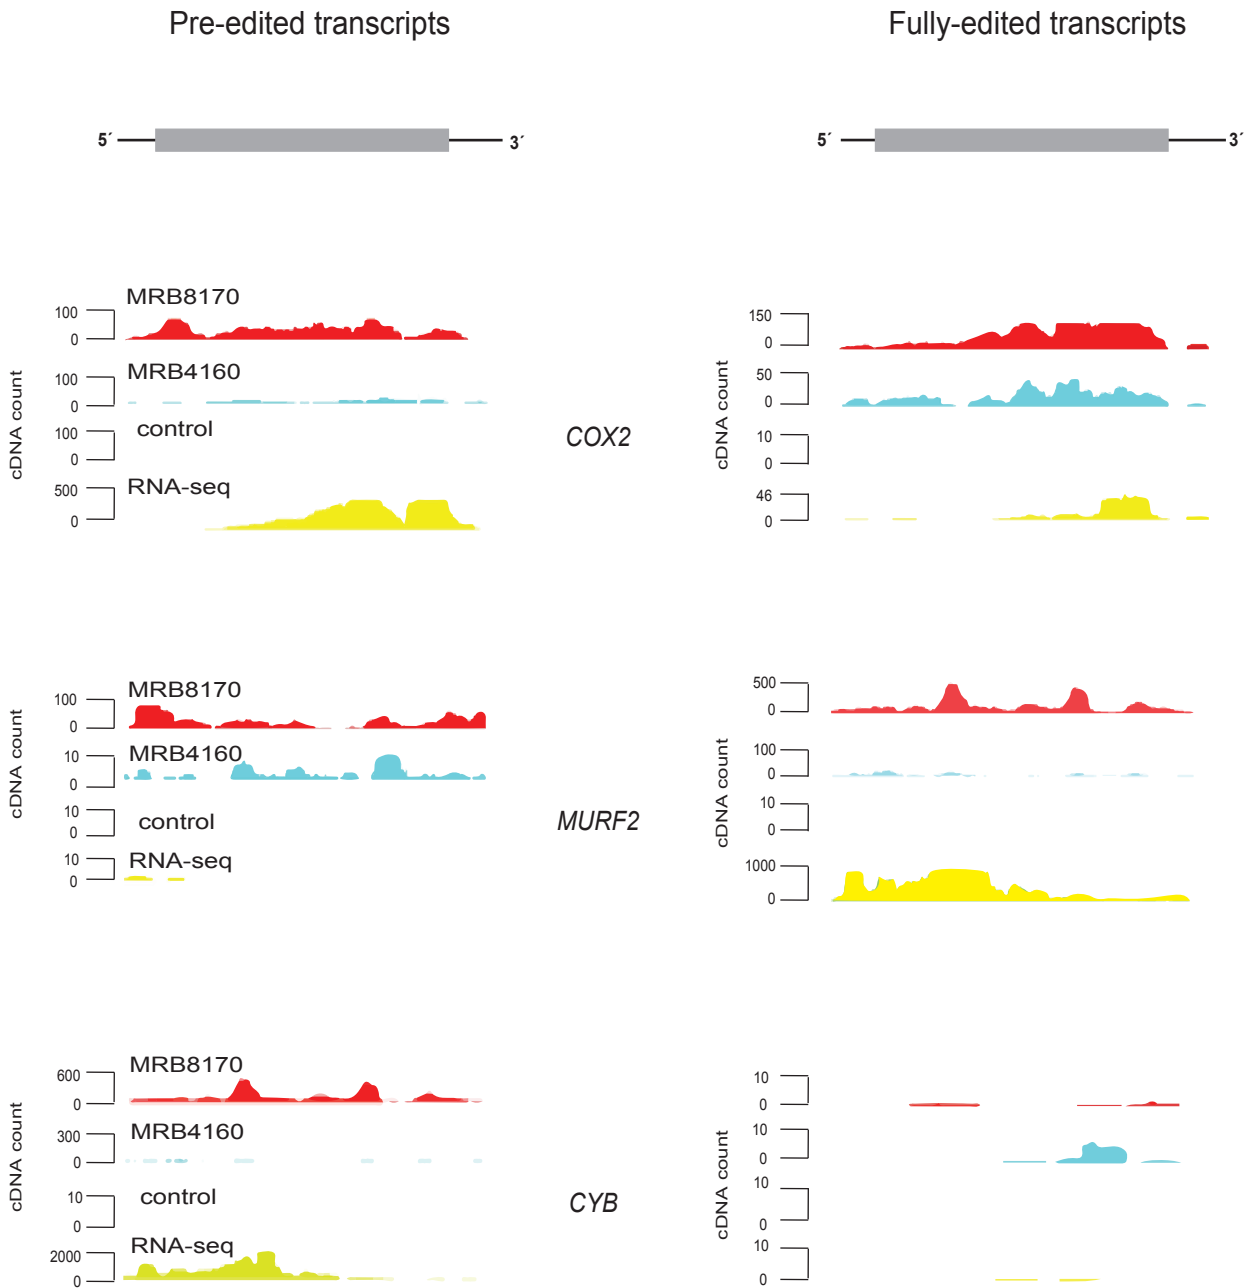 Pre-edited transcripts
Fully-edited transcripts
5´ 3´
5´ 3´
COX2
cDNA count
MRB8170
100
0
MRB4160
100
0
control
100
0
RNA-seq
500
0
cDNA count
150
0
50
0
10
0
46
0
MURF2
cDNA count
MRB8170
100
0
MRB4160
10
0
control
10
0
RNA-seq
10
0
cDNA count
500
0
100
0
10
0
1000
0
CYB
cDNA count
MRB8170
600
0
MRB4160
300
0
control
10
0
RNA-seq
2000
0
cDNA count
10
0
10
0
10
0
10
0